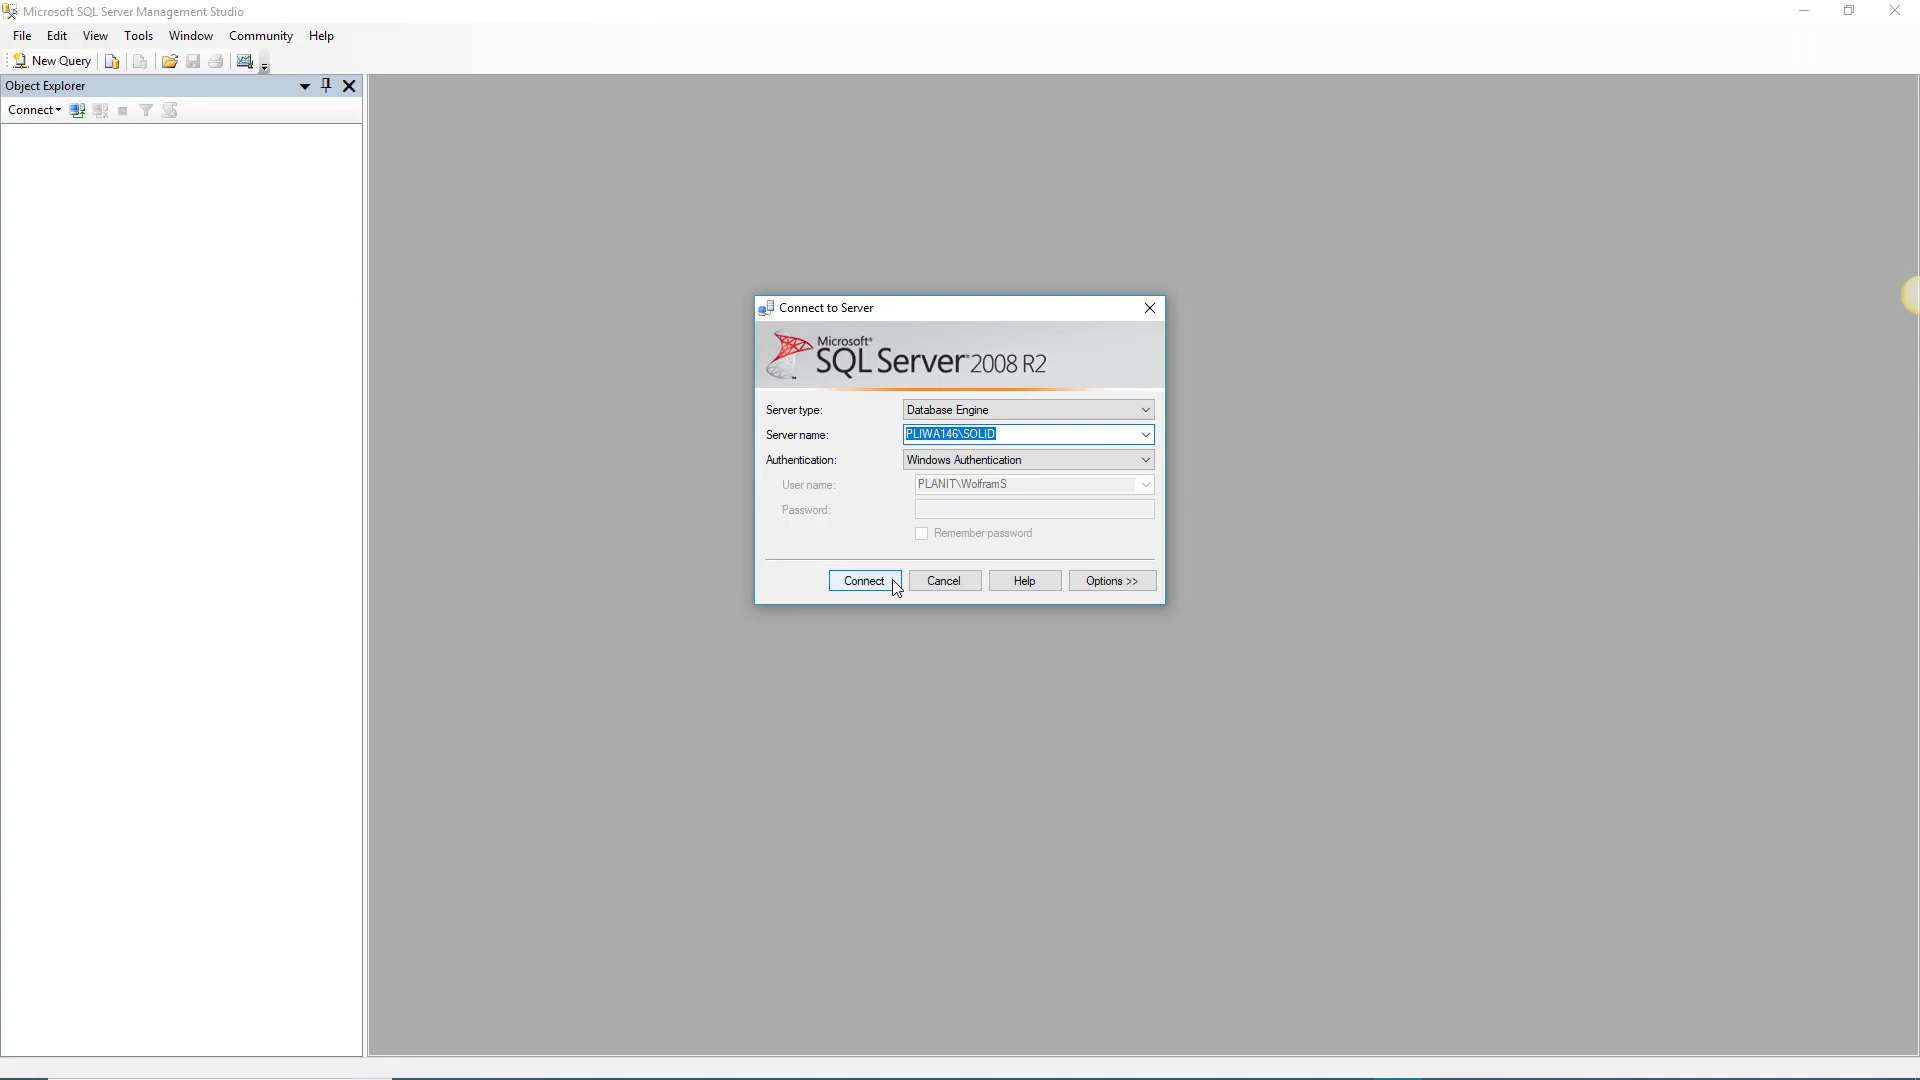 Microsoft SQL Server Management Studio
File Edit View Tools Window Community Help
New Query
Object Explorer
Connect
Connect to Server
Microsoft®
SQL Server® 2008 R2
Server type: Database Engine
Server name: PLIWA146\SOLID
Authentication: Windows Authentication
User name: PLANIT\WolframS
Password:
Remember password
Connect Cancel Help Options >>